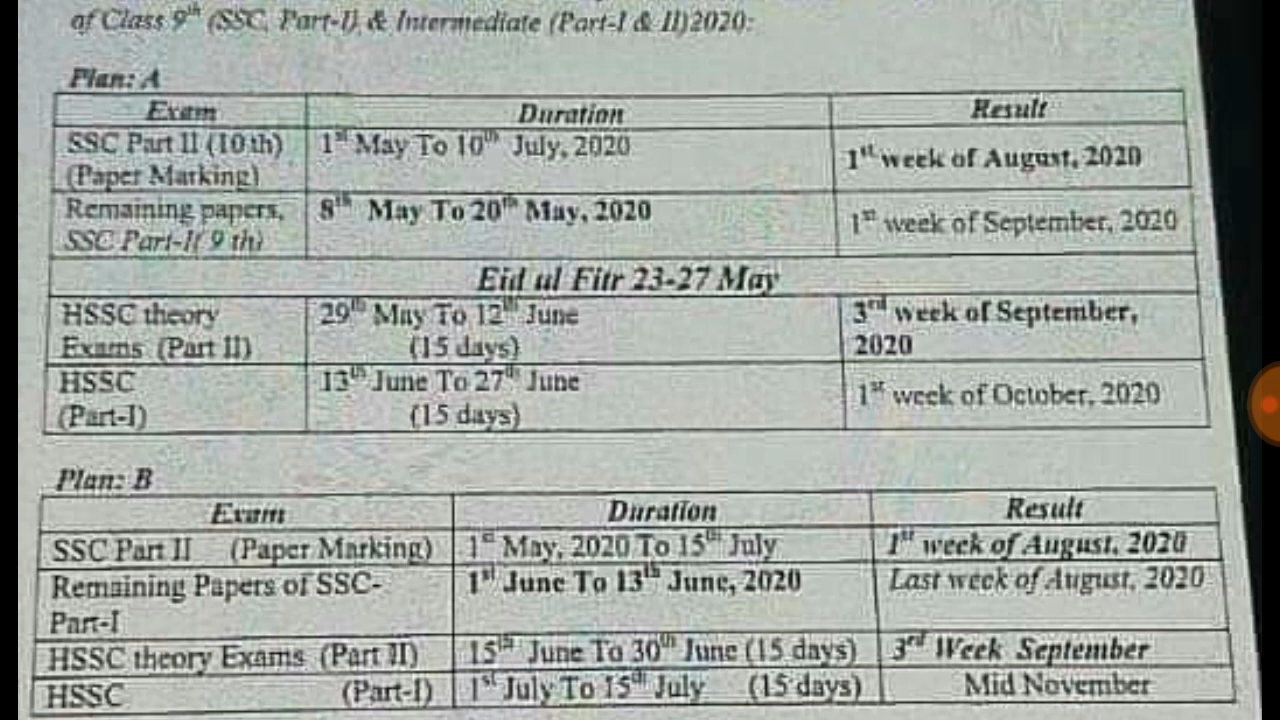 of Class 9th (SSC, Part-I) & Intermediate (Part-I & II)2020:
Plan: A
Exam Duration Result
SSC Part II (10 th) 1st May To 10th July, 2020 1st week of August, 2020
(Paper Marking)
Remaining papers, 8th May To 20th May, 2020 1st week of September, 2020
SSC Part-I( 9 th)
Eid ul Fitr 23-27 May
HSSC theory 29th May To 12th June 3rd week of September,
Exams (Part II) (15 days) 2020
HSSC 13th June To 27th June 1st week of October, 2020
(Part-I) (15 days)
Plan: B
Exam Duration Result
SSC Part II (Paper Marking) 1st May, 2020 To 15th July 1st week of August, 2020
Remaining Papers of SSC- 1st June To 13th June, 2020 Last week of August, 2020
Part-I
HSSC theory Exams (Part II) 15th June To 30th June (15 days) 3rd Week September
HSSC (Part-I) 1st July To 15th July (15 days) Mid November